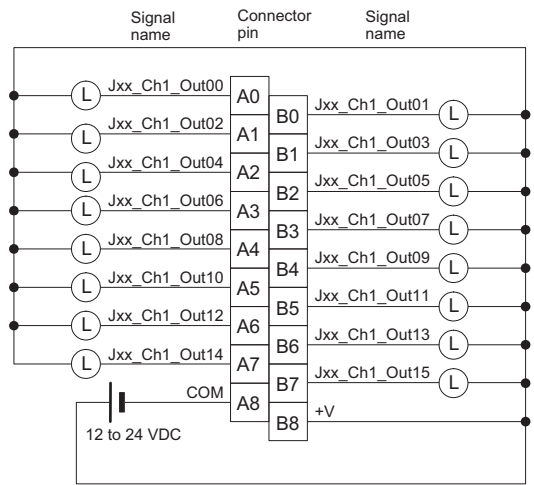 Signal name
Connector pin
Signal name
L Jxx_Ch1_Out00 A0
B0 Jxx_Ch1_Out01 L
L Jxx_Ch1_Out02 A1
B1 Jxx_Ch1_Out03 L
L Jxx_Ch1_Out04 A2
B2 Jxx_Ch1_Out05 L
L Jxx_Ch1_Out06 A3
B3 Jxx_Ch1_Out07 L
L Jxx_Ch1_Out08 A4
B4 Jxx_Ch1_Out09 L
L Jxx_Ch1_Out10 A5
B5 Jxx_Ch1_Out11 L
L Jxx_Ch1_Out12 A6
B6 Jxx_Ch1_Out13 L
L Jxx_Ch1_Out14 A7
B7 Jxx_Ch1_Out15 L
COM A8
B8 +V
12 to 24 VDC